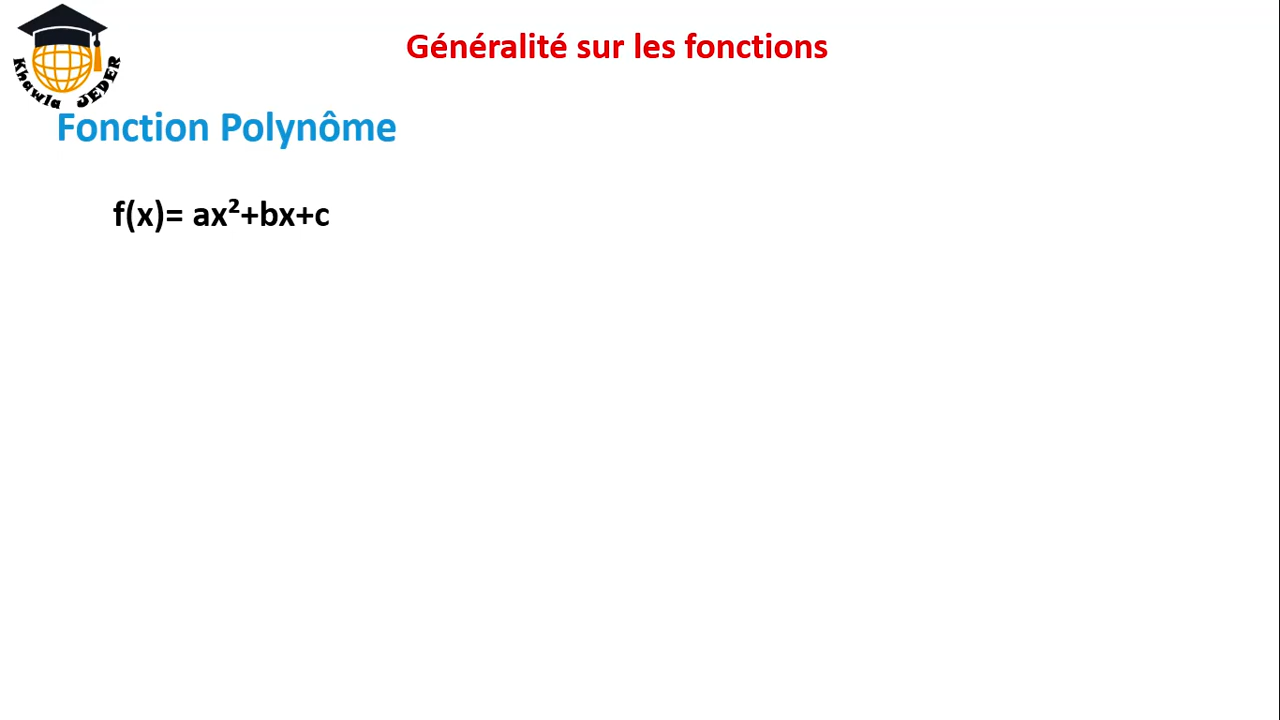 Khawla JEDER
Généralité sur les fonctions
Fonction Polynôme
f(x)= ax²+bx+c